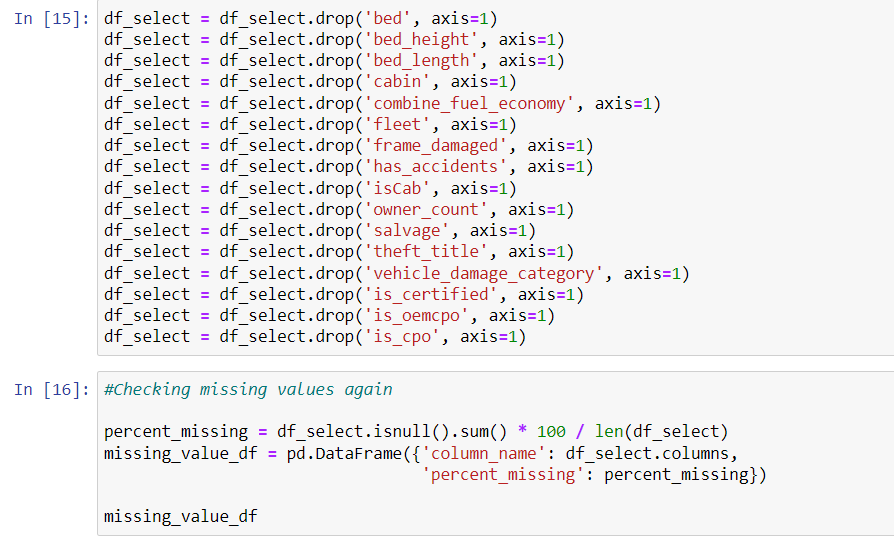 In [15]: df_select = df_select.drop('bed', axis=1)
df_select = df_select.drop('bed_height', axis=1)
df_select = df_select.drop('bed_length', axis=1)
df_select = df_select.drop('cabin', axis=1)
df_select = df_select.drop('combine_fuel_economy', axis=1)
df_select = df_select.drop('fleet', axis=1)
df_select = df_select.drop('frame_damaged', axis=1)
df_select = df_select.drop('has_accidents', axis=1)
df_select = df_select.drop('isCab', axis=1)
df_select = df_select.drop('owner_count', axis=1)
df_select = df_select.drop('salvage', axis=1)
df_select = df_select.drop('theft_title', axis=1)
df_select = df_select.drop('vehicle_damage_category', axis=1)
df_select = df_select.drop('is_certified', axis=1)
df_select = df_select.drop('is_oemcpo', axis=1)
df_select = df_select.drop('is_cpo', axis=1)
In [16]: #Checking missing values again
percent_missing = df_select.isnull().sum() * 100 / len(df_select)
missing_value_df = pd.DataFrame({'column_name': df_select.columns,
'percent_missing': percent_missing})
missing_value_df